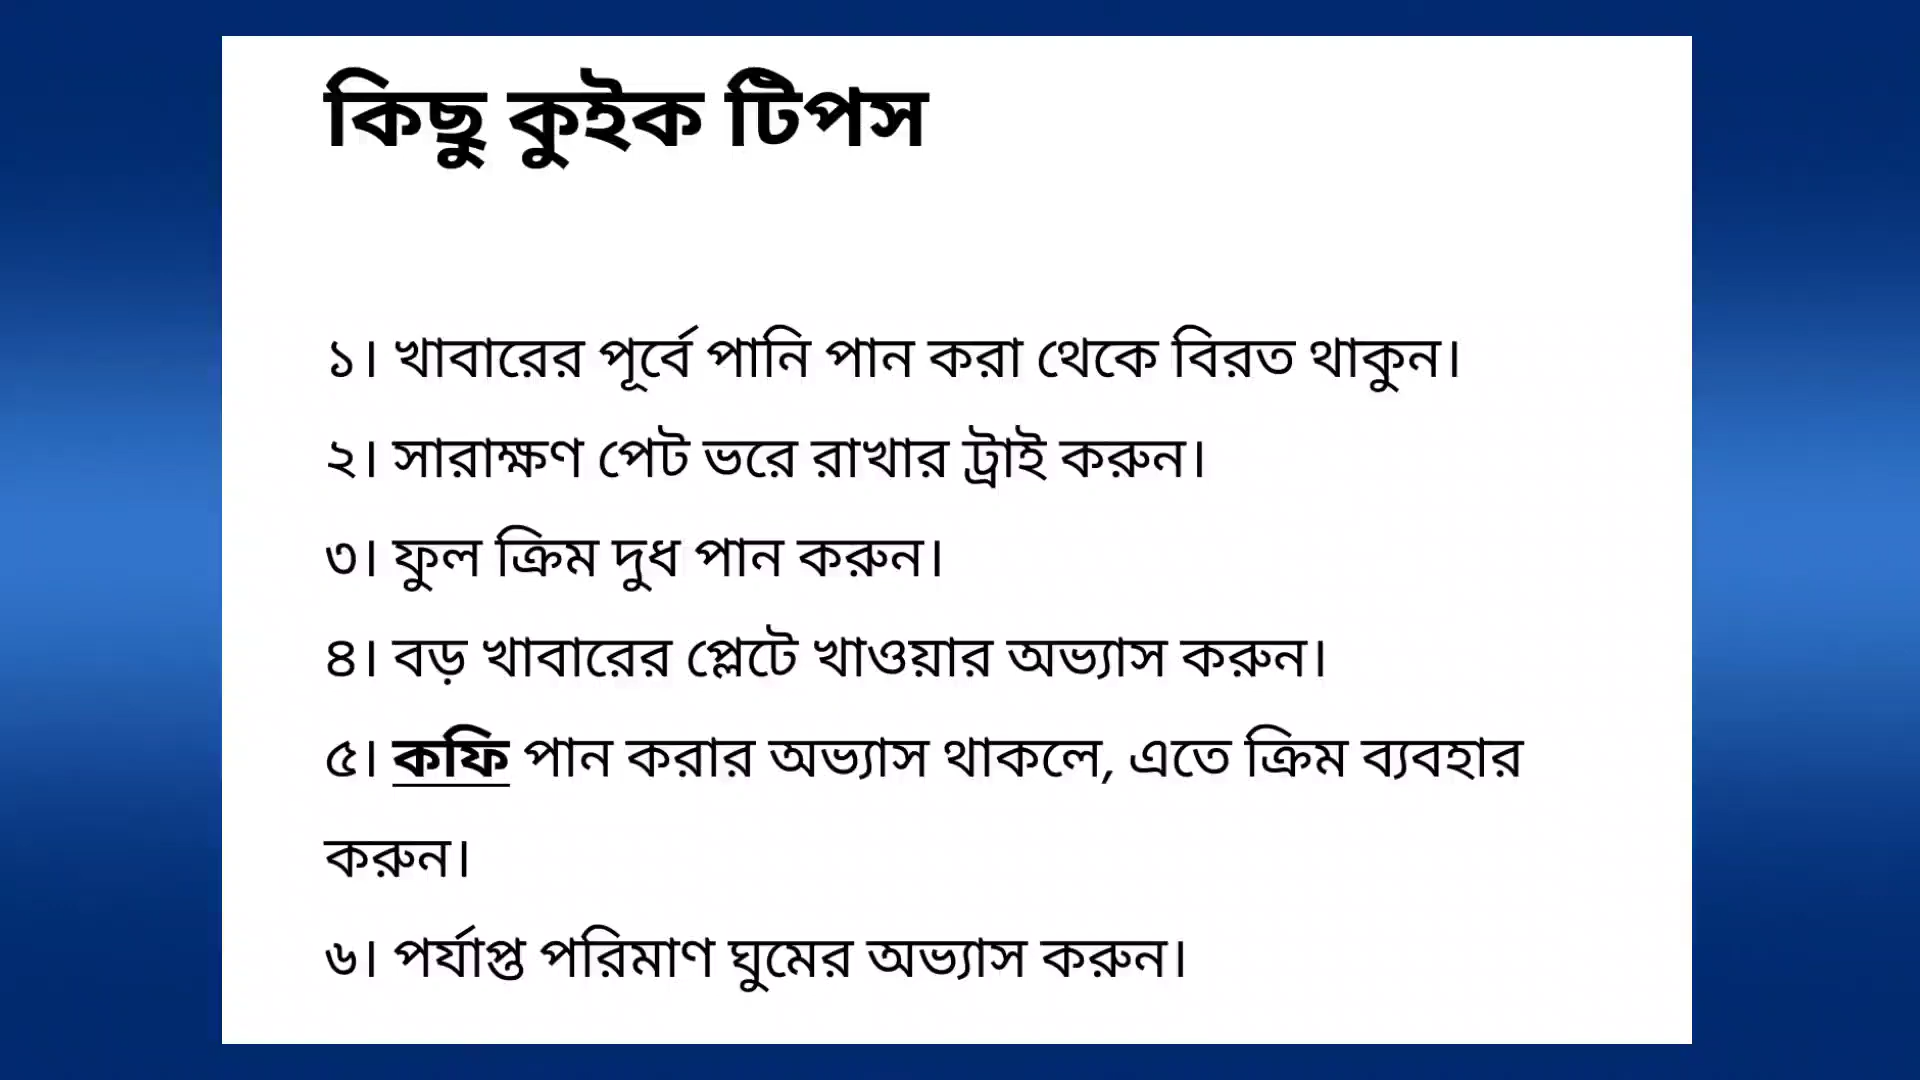 কিছু কুইক টিপস
১। খাবারের পূর্বে পানি পান করা থেকে বিরত থাকুন।
২। সারাক্ষণ পেট ভরে রাখার ট্রাই করুন।
৩। ফুল ক্রিম দুধ পান করুন।
৪। বড় খাবারের প্লেটে খাওয়ার অভ্যাস করুন।
৫। কফি পান করার অভ্যাস থাকলে, এতে ক্রিম ব্যবহার
করুন।
৬। পর্যাপ্ত পরিমাণ ঘুমের অভ্যাস করুন।